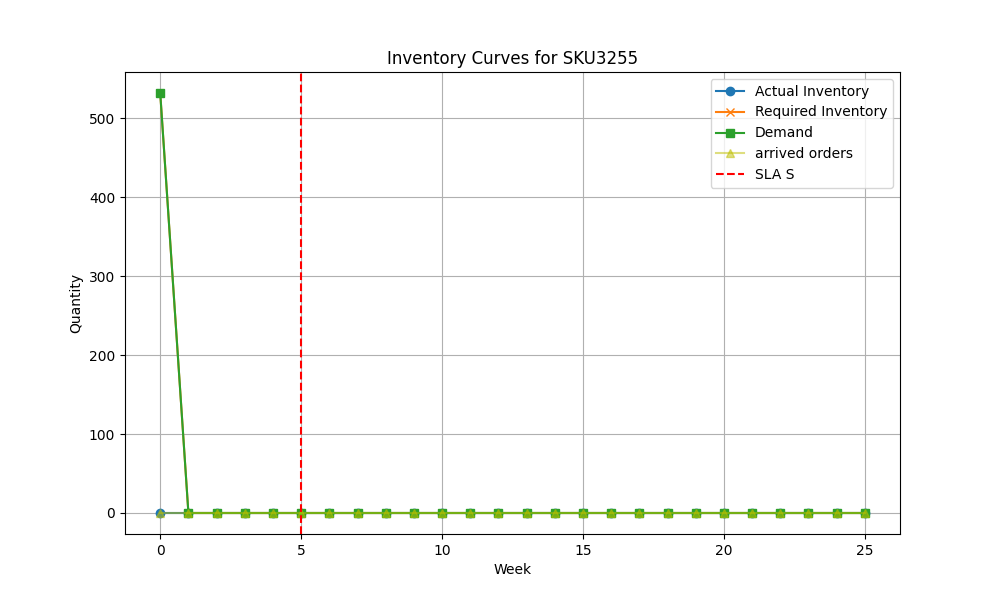 Inventory Curves for SKU3255
Actual Inventory
Required Inventory
Demand
arrived orders
SLA S
Quantity
500
400
300
200
100
0
0 5 10 15 20 25
Week